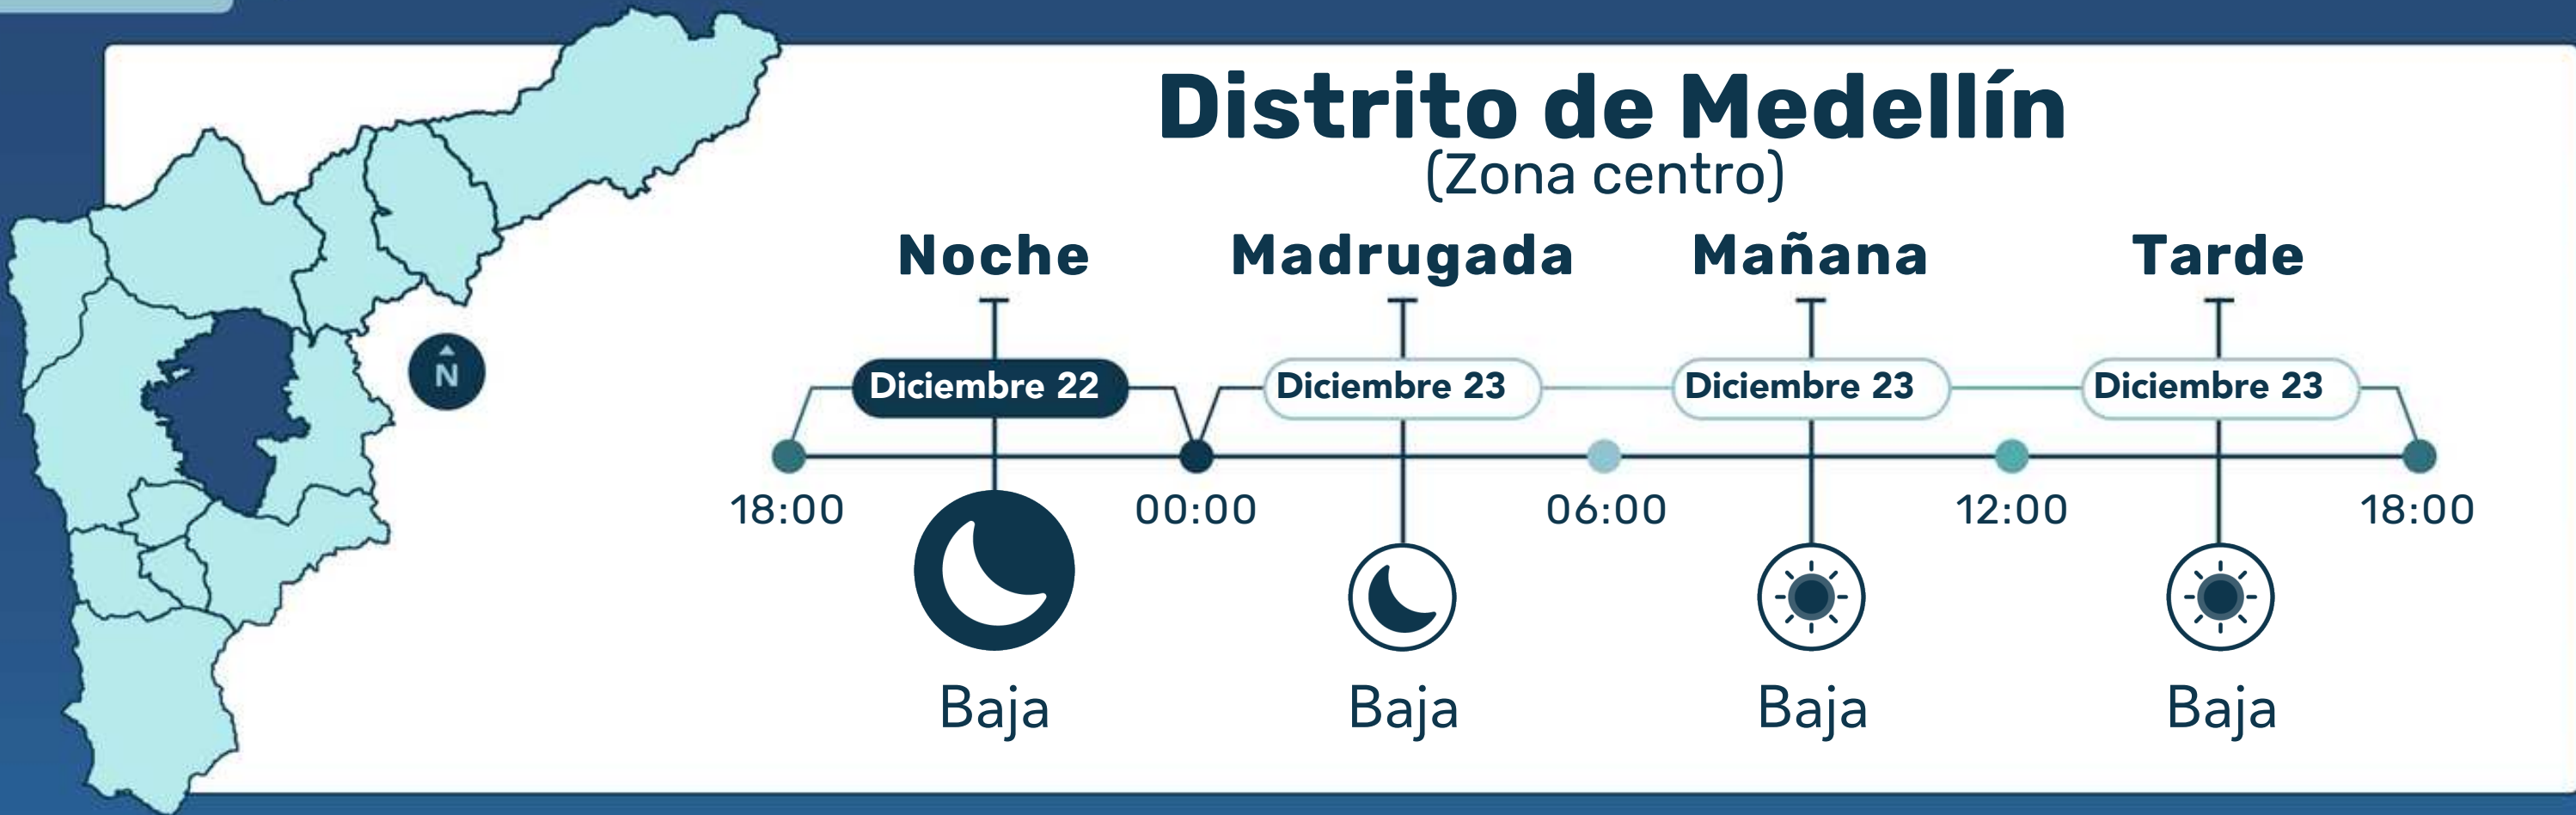 Distrito de Medellín
(Zona centro)
Noche Madrugada Mañana Tarde
N
Diciembre 22 Diciembre 23 Diciembre 23 Diciembre 23
18:00 00:00 06:00 12:00 18:00
Baja Baja Baja Baja